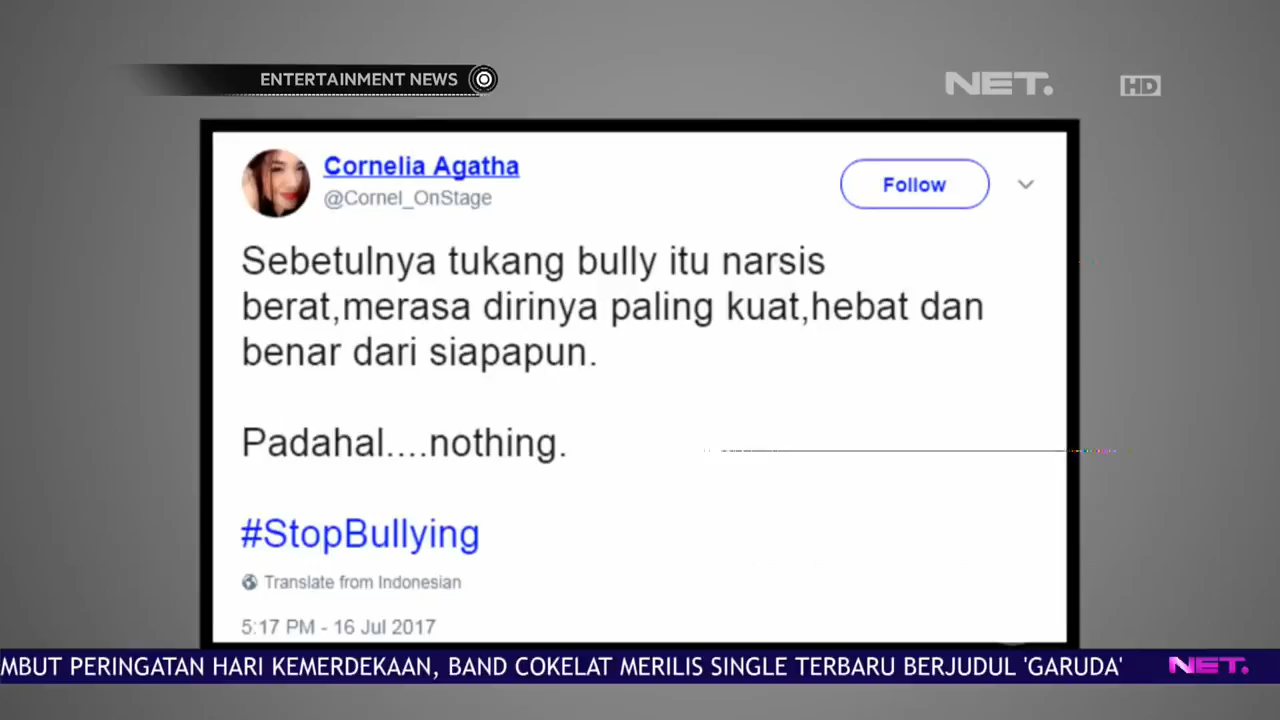 ENTERTAINMENT NEWS
NET.
HD
Cornelia Agatha
@Cornel_OnStage
Follow
Sebetulnya tukang bully itu narsis
berat,merasa dirinya paling kuat,hebat dan
benar dari siapapun.
Padahal....nothing.
#StopBullying
Translate from Indonesian
5:17 PM - 16 Jul 2017
MBUT PERINGATAN HARI KEMERDEKAAN, BAND COKELAT MERILIS SINGLE TERBARU BERJUDUL 'GARUDA'
NET.